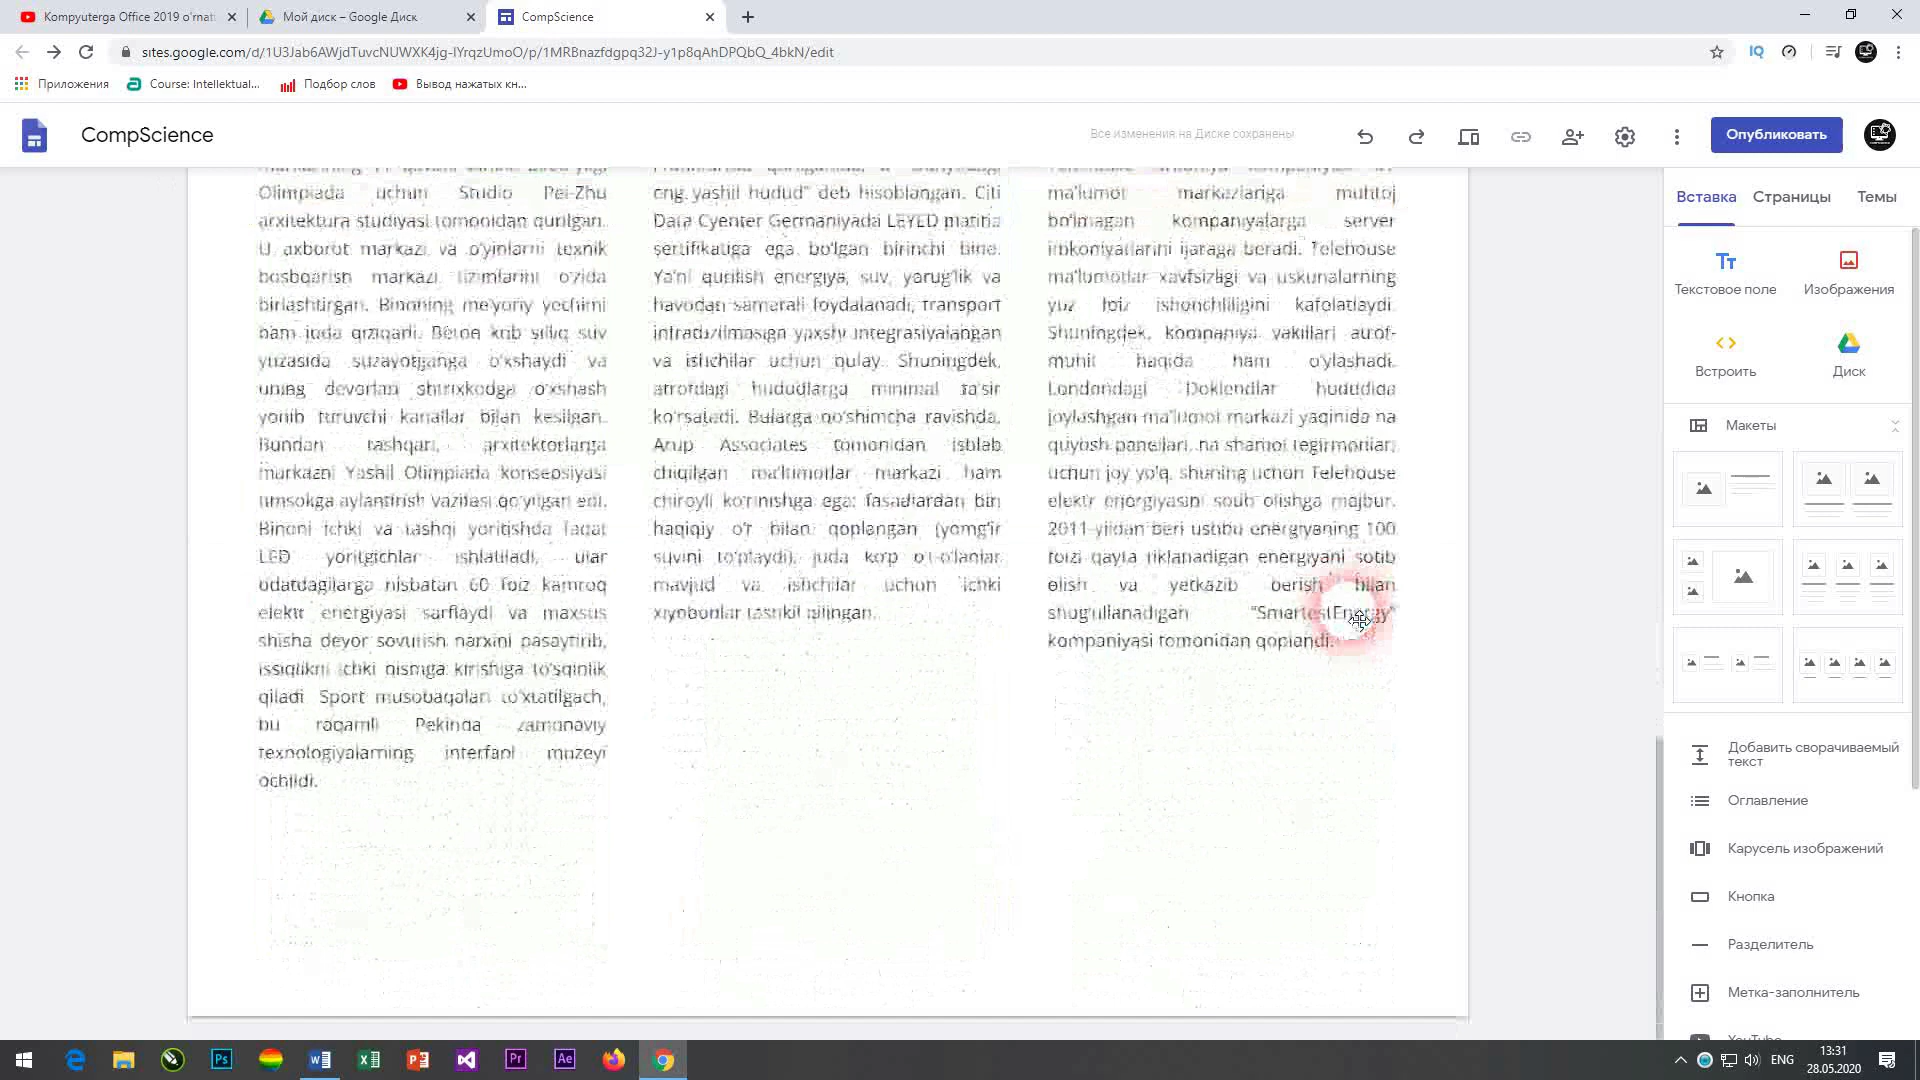 Kompyuterga Office 2019 o'rnat
Мой диск – Google Диск
CompScience
sites.google.com/d/1U3Jab6AWjdTuvcNUWXK4jg-IYrqzUmoO/p/1MRBnazfdgpq32J-y1p8qAhDPQbQ_4bkN/edit
IQ
Приложения
Course: Intellektual...
Подбор слов
Вывод нажатых кн...
CompScience
Все изменения на Диске сохранены
Опубликовать
Olimpiada uchun Studio Pei-Zhu
arxitektura studiyasi tomonidan qurilgan.
U axborot markazi va o'yinlarni texnik
boshqarish markazi tizimlarini o'zida
birlashtirgan. Binoning me'yoriy yechimi
ham juda qiziqarli. Beton kub silliq suv
yuzasida suzayotganga o'xshaydi va
uning devorlari shtrixkodga o'xshash
yonib turuvchi kanallar bilan kesilgan.
Bundan tashqari, arxitektorlarga
markazni Yashil Olimpiada konsepsiyasi
timsoliga aylantirish vazifasi qo'yilgan edi.
Binoni ichki va tashqi yoritishda faqat
LED yoritgichlar ishlatiladi, ular
odatdagilarga nisbatan 60 foiz kamroq
elektr energiyasi sarflaydi va maxsus
shisha devor sovutish narxini pasaytirib,
issiqlikni ichki qismga kirishiga to'sqinlik
qiladi. Sport musobaqalari to'xtatilgach,
bu raqamli Pekinda zamonaviy
texnologiyalarning interfaol muzeyi
ochildi.
eng yashil hudud" deb hisoblangan. Citi
Data Cyenter Germaniyada LEYED platina
sertifikatiga ega bo'lgan birinchi bino.
Ya'ni qurilish energiya, suv, yarug'lik va
havodan samarali foydalanadi, transport
infratuzilmasiga yaxshi integrasiyalangan
va ishchilar uchun qulay. Shuningdek,
atrofdagi hududlarga minimal ta'sir
ko'rsatadi. Bularga qo'shimcha ravishda,
Arup Associates tomonidan ishlab
chiqilgan ma'lumotlar markazi ham
chiroyli ko'rinishga ega: fasadlardan biri
haqiqiy o't bilan qoplangan (yomg'ir
suvini to'playdi), juda ko'p o't-o'lanlar
mavjud va ishchilar uchun ichki
xiyobonlar tashkil qilingan.
ma'lumot markazlariga muhtoj
bo'lmagan kompaniyalarga server
imkoniyatlarini ijaraga beradi. Telehouse
ma'lumotlar xavfsizligi va uskunalarning
yuz foiz ishonchliligini kafolatlaydi.
Shuningdek, kompaniya vakillari atrof-
muhit haqida ham o'ylashadi.
Londondagi Doklendlar hududida
joylashgan ma'lumot markazi yaqinida na
quyosh panellari, na shamol tegirmonlari
uchun joy yo'q, shuning uchun Telehouse
elektr energiyasini sotib olishga majbur.
2011-yildan beri ushbu energiyaning 100
foizi qayta tiklanadigan energiyani sotib
olish va yetkazib berish bilan
shug'ullanadigan "SmartestEnergy"
kompaniyasi tomonidan qoplandi.
Вставка
Страницы
Темы
Текстовое поле
Изображения
Встроить
Диск
Макеты
Добавить сворачиваемый
текст
Оглавление
Карусель изображений
Кнопка
Разделитель
Метка-заполнитель
YouTube
Ps
Pr
Ae
ENG
13:31
28.05.2020